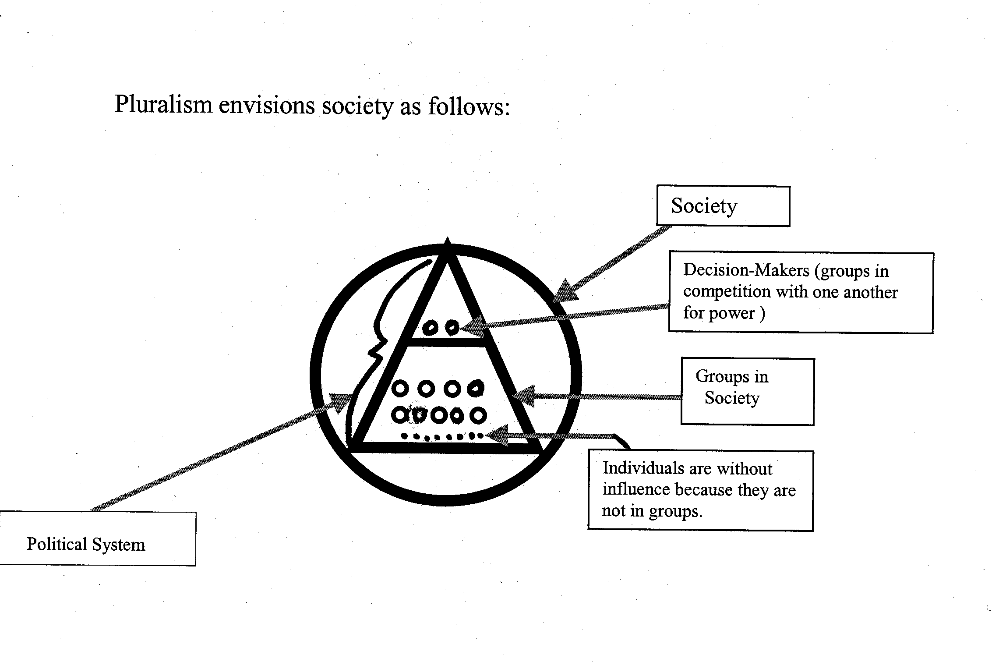 Pluralism envisions society as follows:
Society
Decision-Makers (groups in
competition with one another
for power )
Groups in
Society
Individuals are without
influence because they are
not in groups.
Political System